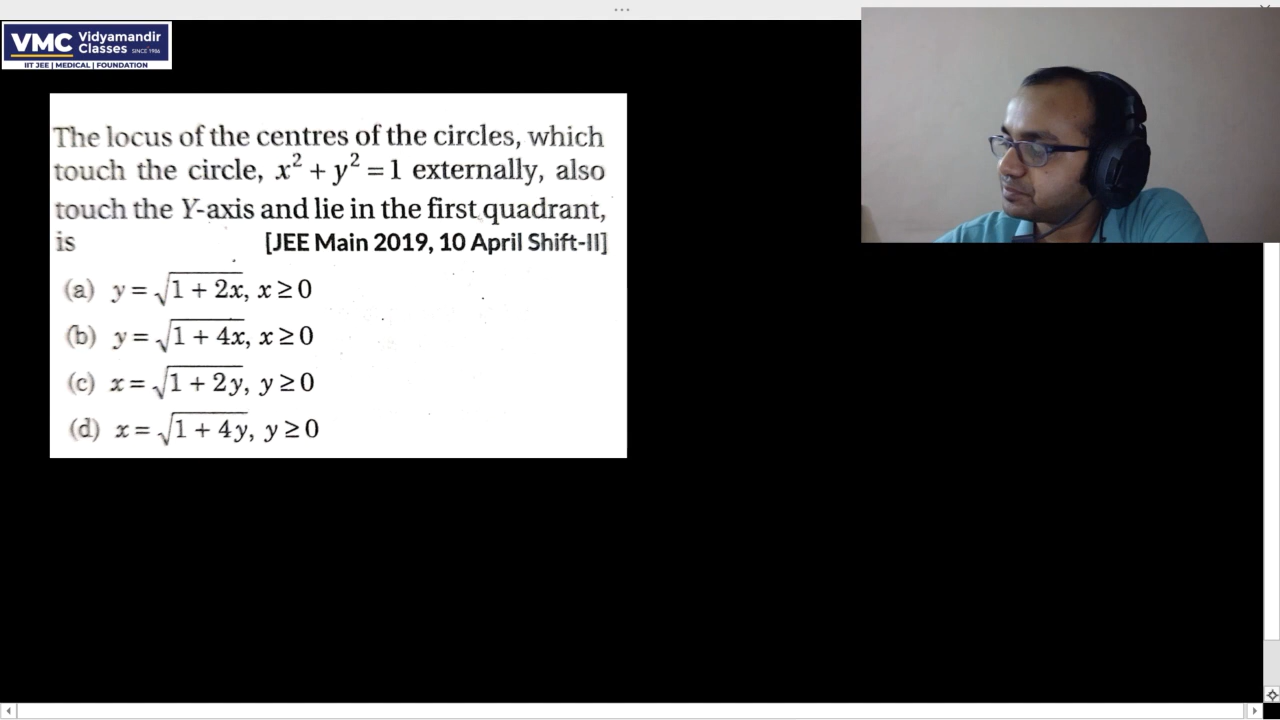 VMC Vidyamandir
Classes SINCE 1986
IIT JEE | MEDICAL | FOUNDATION
The locus of the centres of the circles, which
touch the circle, x² + y² = 1 externally, also
touch the Y-axis and lie in the first quadrant,
is [JEE Main 2019, 10 April Shift-II]
(a) y = √(1 + 2x), x ≥ 0
(b) y = √(1 + 4x), x ≥ 0
(c) x = √(1 + 2y), y ≥ 0
(d) x = √(1 + 4y), y ≥ 0